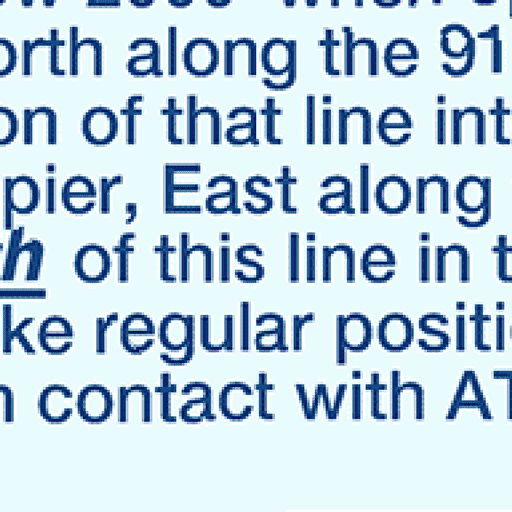 orth along the 91
on of that line int
pier, East along
th of this line in t
ke regular positi
n contact with AT